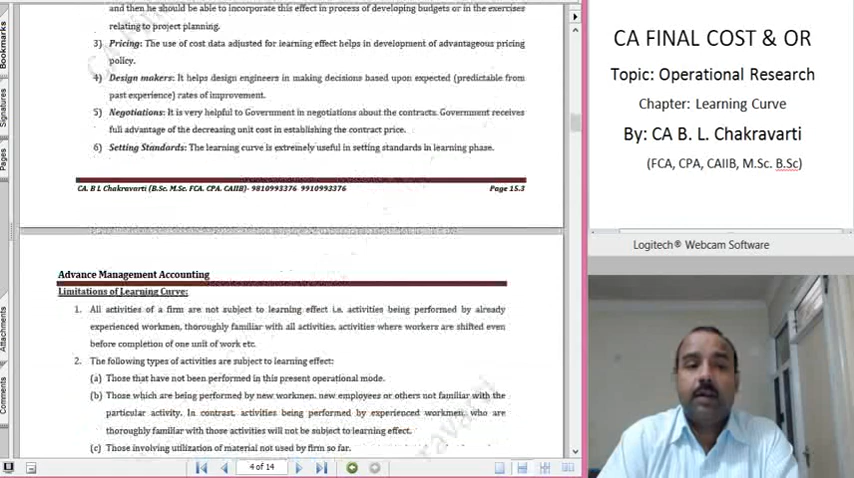 and then he should be able to incorporate this effect in process of developing budgets or in the exercises
relating to project planning.
3) Pricing: The use of cost data adjusted for learning effect helps in development of advantageous pricing
policy.
4) Design makers: It helps design engineers in making decisions based upon expected (predictable from
past experience) rates of improvement.
5) Negotiations: It is very helpful to Government in negotiations about the contracts. Government receives
full advantage of the decreasing unit cost in establishing the contract price.
6) Setting Standards: The learning curve is extremely useful in setting standards in learning phase.
CA. B L Chakravarti (B.Sc. M.Sc. FCA. CPA. CAIIB)- 9810993376 9910993376 Page 15.3
Advance Management Accounting
Limitations of Learning Curve:
1. All activities of a firm are not subject to learning effect i.e. activities being performed by already
experienced workmen, thoroughly familiar with all activities, activities where workers are shifted even
before completion of one unit of work etc.
2. The following types of activities are subject to learning effect:
(a) Those that have not been performed in this present operational mode.
(b) Those which are being performed by new workmen, new employees or others not familiar with the
particular activity. In contrast, activities being performed by experienced workmen, who are
thoroughly familiar with those activities will not be subject to learning effect.
(c) Those involving utilization of material not used by firm so far.
4 of 14
Bookmarks
Signatures
Pages
Attachments
Comments
CA FINAL COST & OR
Topic: Operational Research
Chapter: Learning Curve
By: CA B. L. Chakravarti
(FCA, CPA, CAIIB, M.Sc. B.Sc)
Logitech® Webcam Software